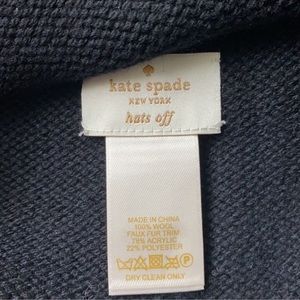 kate spade
NEW YORK
hats off
MADE IN CHINA
100% WOOL
FAUX FUR TRIM
78% ACRYLIC
22% POLYESTER
P
DRY CLEAN ONLY